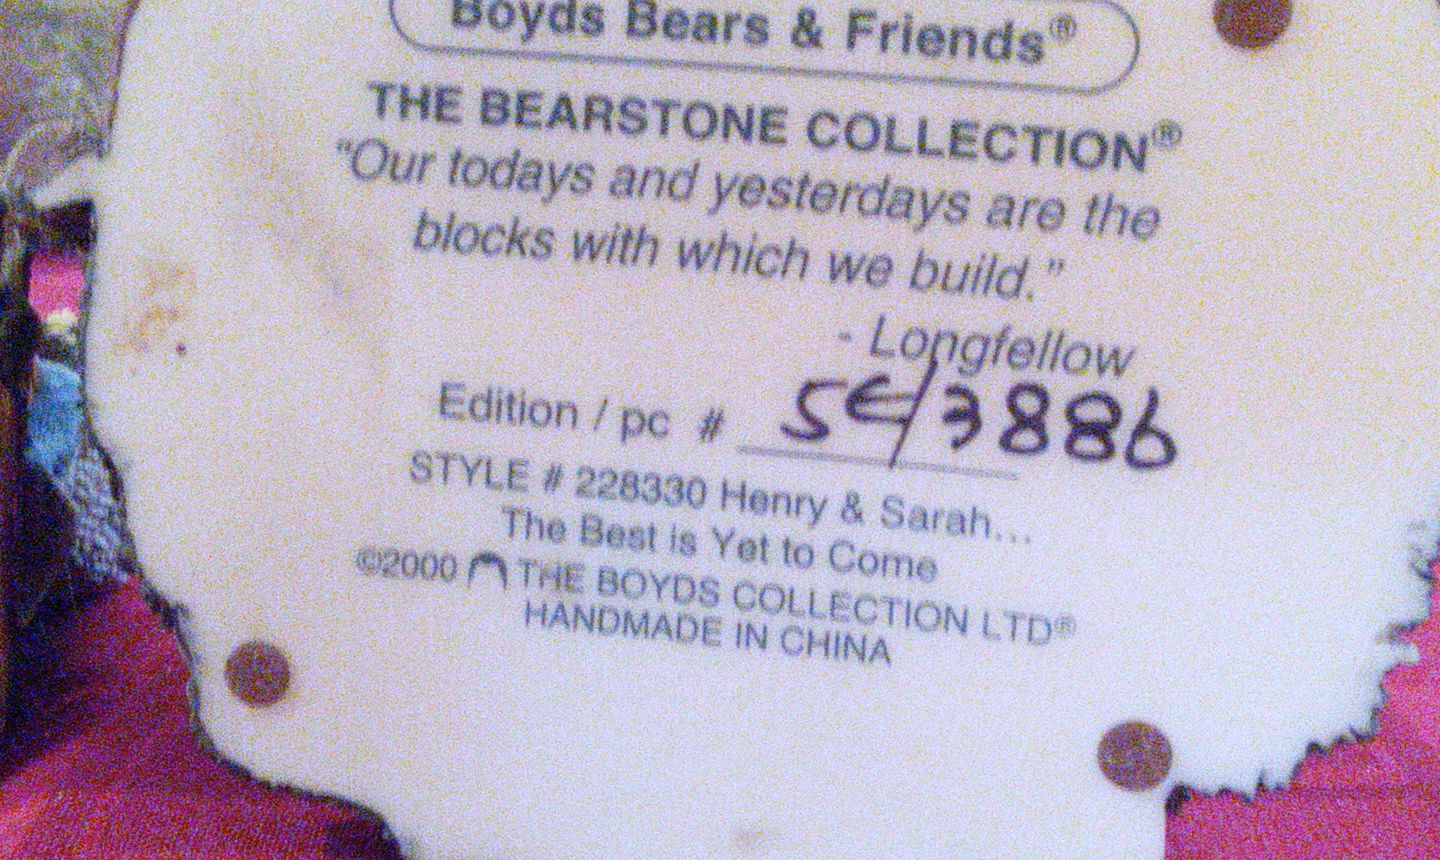 Boyds Bears & Friends®
THE BEARSTONE COLLECTION®
"Our todays and yesterdays are the
blocks with which we build."
- Longfellow
Edition / pc # 5E/3886
STYLE # 228330 Henry & Sarah...
The Best is Yet to Come
©2000 THE BOYDS COLLECTION LTD®
HANDMADE IN CHINA